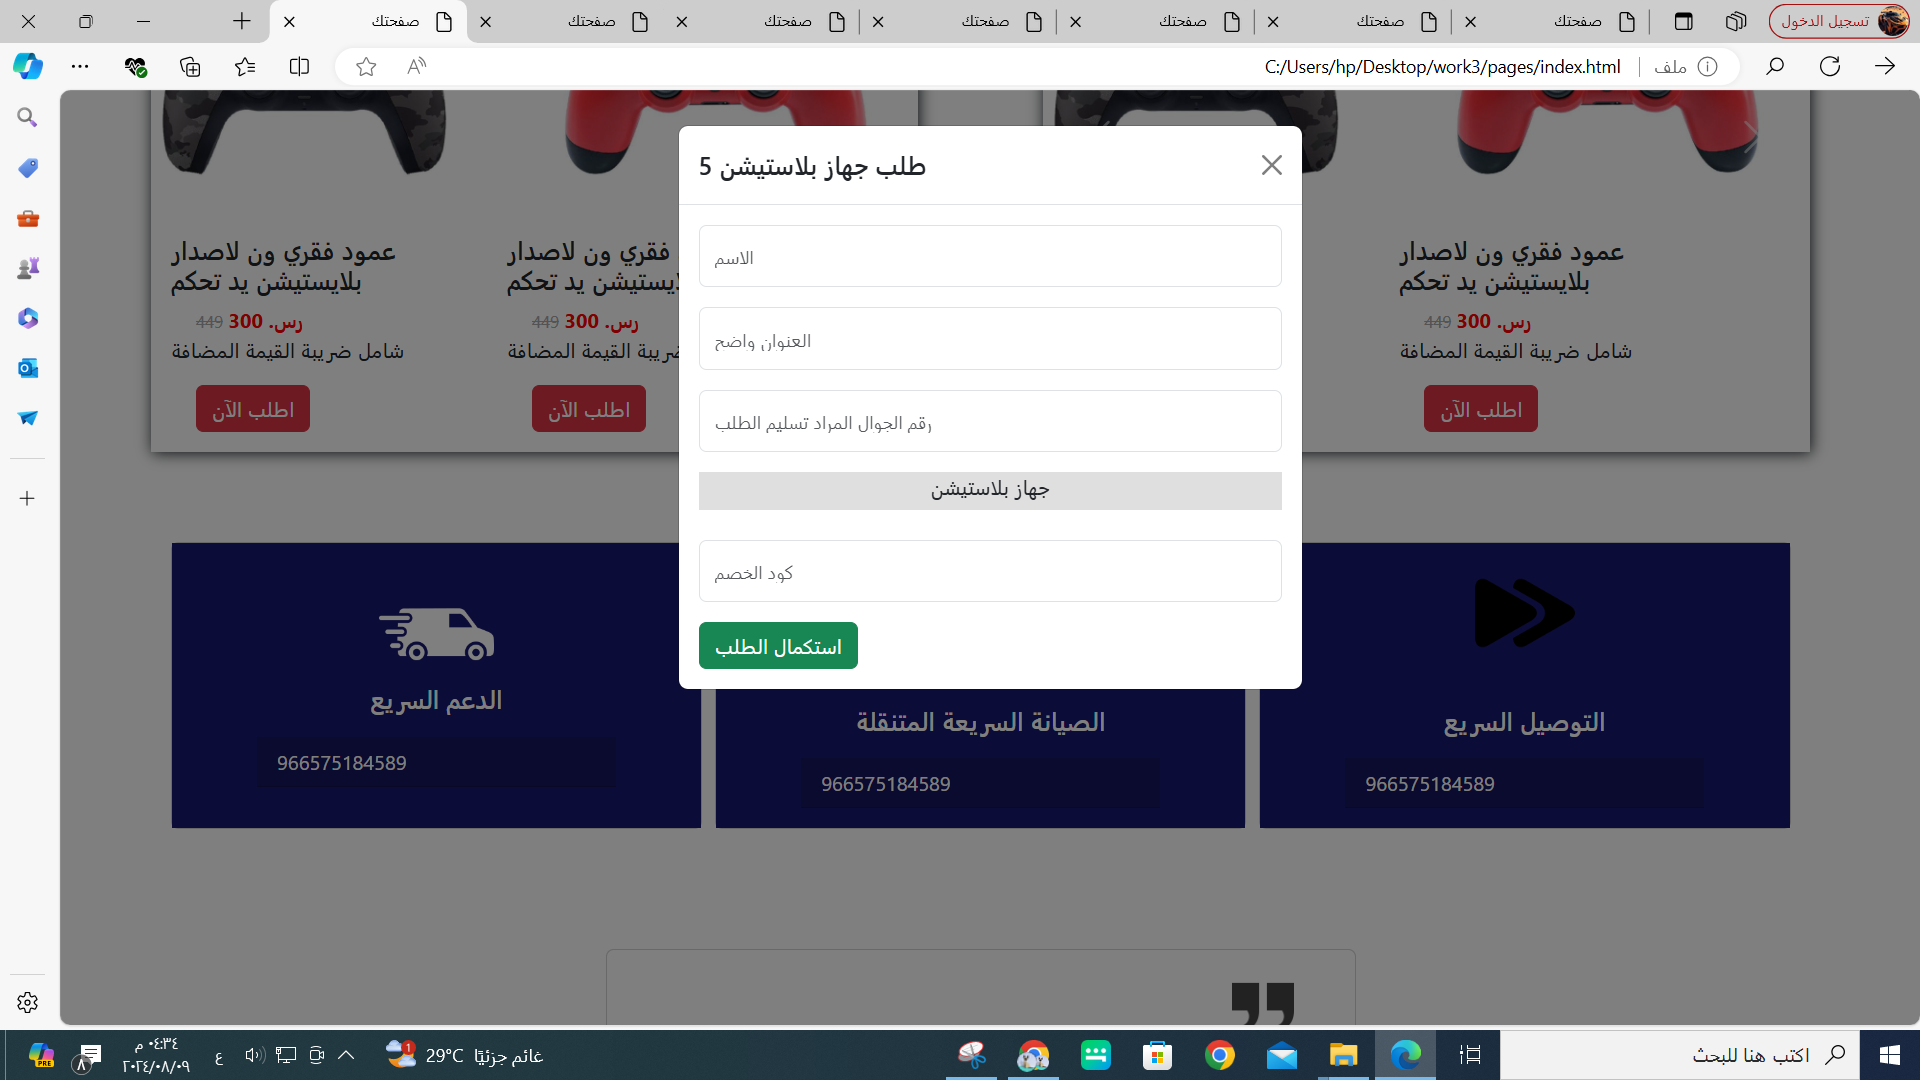 صفحتك
صفحتك
صفحتك
صفحتك
صفحتك
صفحتك
صفحتك
تسجيل الدخول
C:/Users/hp/Desktop/work3/pages/index.html
ملف
طلب جهاز بلاستيشن 5
الاسم
العنوان واضح
رقم الجوال المراد تسليم الطلب
جهاز بلاستيشن
كود الخصم
استكمال الطلب
عمود فقري ون لاصدار
بلايستيشن يد تحكم
449 رس. 300
شامل ضريبة القيمة المضافة
اطلب الآن
فقري ون لاصدار
يستيشن يد تحكم
449 رس. 300
ريبة القيمة المضافة
اطلب الآن
عمود فقري ون لاصدار
بلايستيشن يد تحكم
449 رس. 300
شامل ضريبة القيمة المضافة
اطلب الآن
الدعم السريع
966575184589
الصيانة السريعة المتنقلة
966575184589
التوصيل السريع
966575184589
PRE
٨
٠٤:٣٤ م
٢٠٢٤/٠٨/٠٩
ع
1
29°C غائم جزئيًا
اكتب هنا للبحث